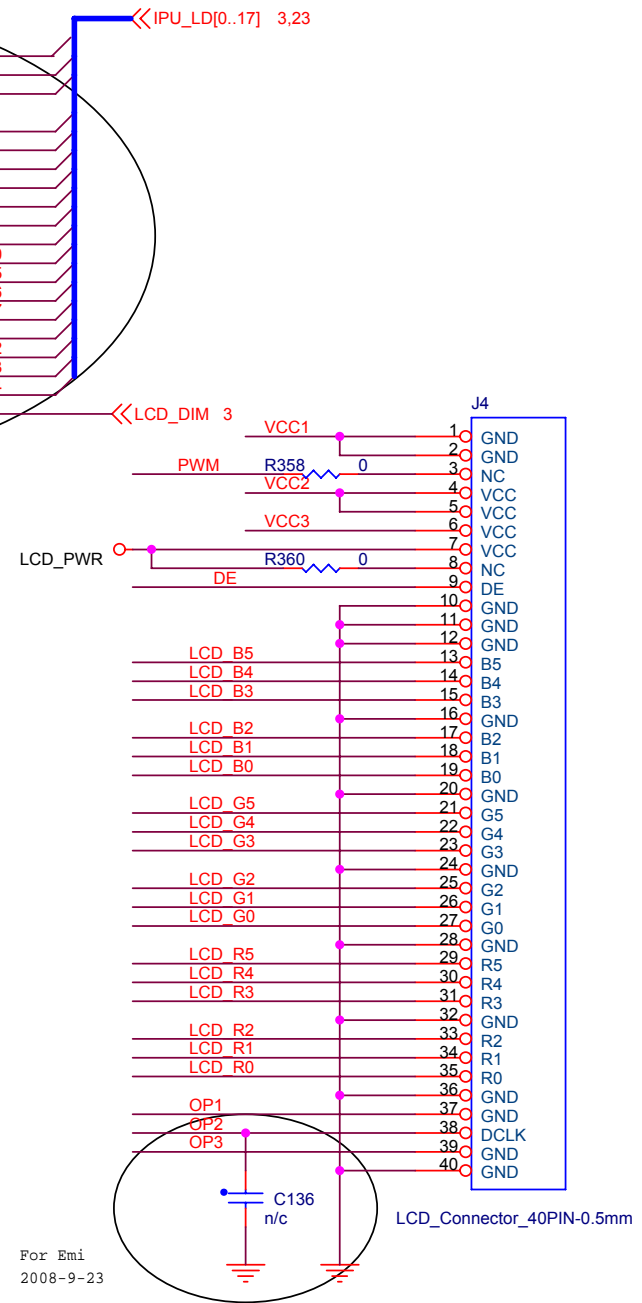 IPU_LD[0..17] 3,23
LCD_DIM 3
J4
VCC1 1 GND
2 GND
PWM R358 0 3 NC
VCC2 4 VCC
5 VCC
VCC3 6 VCC
LCD_PWR 7 VCC
R360 0 8 NC
DE 9 DE
10 GND
11 GND
12 GND
LCD_B5 13 B5
LCD_B4 14 B4
LCD_B3 15 B3
16 GND
LCD_B2 17 B2
LCD_B1 18 B1
LCD_B0 19 B0
20 GND
LCD_G5 21 G5
LCD_G4 22 G4
LCD_G3 23 G3
24 GND
LCD_G2 25 G2
LCD_G1 26 G1
LCD_G0 27 G0
28 GND
LCD_R5 29 R5
LCD_R4 30 R4
LCD_R3 31 R3
32 GND
LCD_R2 33 R2
LCD_R1 34 R1
LCD_R0 35 R0
36 GND
OP1 37 GND
OP2 38 DCLK
OP3 39 GND
40 GND
C136
n/c
LCD_Connector_40PIN-0.5mm
For Emi
2008-9-23